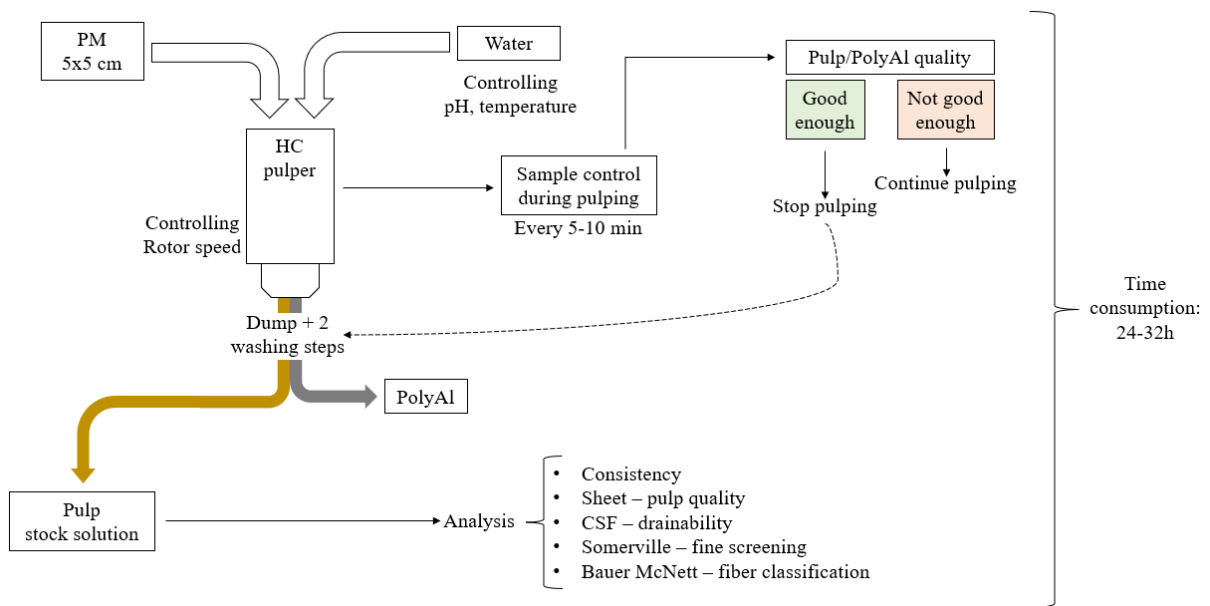 PM
5x5 cm
Water
Controlling
pH, temperature
Pulp/PolyAl quality
Good
enough
Not good
enough
HC
pulper
Sample control
during pulping
Every 5-10 min
Continue pulping
Stop pulping
Controlling
Rotor speed
Time
consumption:
24-32h
Dump + 2
washing steps
PolyAl
Pulp
stock solution
Analysis
• Consistency
• Sheet – pulp quality
• CSF – drainability
• Somerville – fine screening
• Bauer McNett – fiber classification